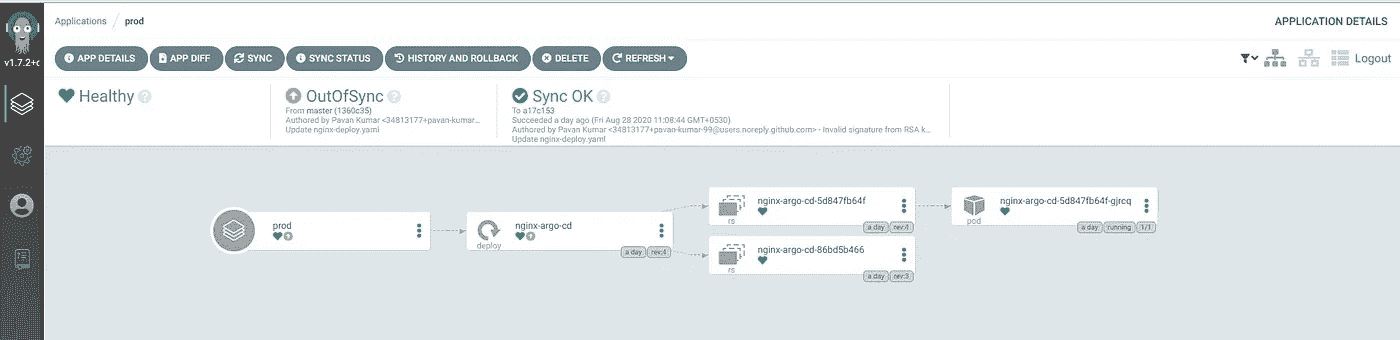 Applications / prod
APPLICATION DETAILS
v1.7.2+c
APP DETAILS
APP DIFF
SYNC
SYNC STATUS
HISTORY AND ROLLBACK
DELETE
REFRESH
Logout
Healthy
OutOfSync
From master (1360c35)
Authored by Pavan Kumar <34813177+pavan-kumar...
Update nginx-deploy.yaml
Sync OK
To a17c153
Succeeded a day ago (Fri Aug 28 2020 11:08:44 GMT+0530)
Authored by Pavan Kumar <34813177+pavan-kumar-99@users.noreply.github.com> - Invalid signature from RSA k...
Update nginx-deploy.yaml
prod
nginx-argo-cd
deploy
a day
rev:4
nginx-argo-cd-5d847fb64f
rs
a day
rev:4
nginx-argo-cd-86bd5b466
rs
a day
rev:3
nginx-argo-cd-5d847fb64f-gjrcq
pod
a day
running
1/1